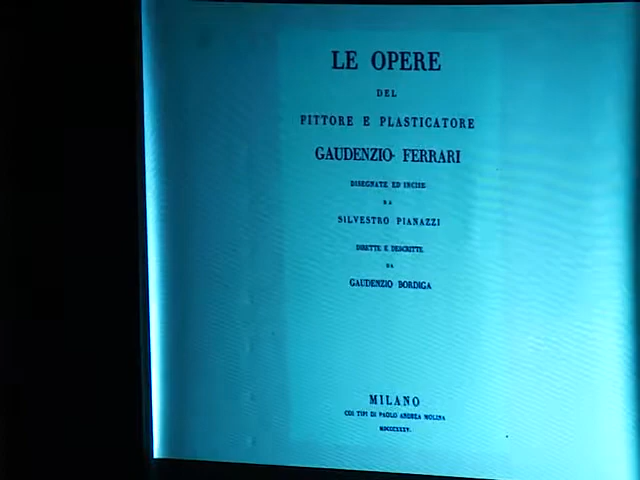 LE OPERE
DEL
PITTORE E PLASTICATORE
GAUDENZIO FERRARI
DISEGNATE ED INCISE
DA
SILVESTRO PIANAZZI
DIRETTE E DESCRITTE
DA
GAUDENZIO BORDIGA
MILANO
COI TIPI DI PAOLO ANDREA MOLINA
MDCCCXXXV.